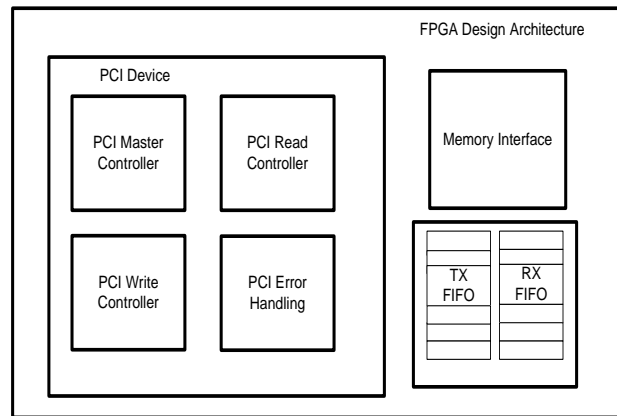 FPGA Design Architecture
PCI Device
PCI Master
Controller
PCI Read
Controller
Memory Interface
PCI Write
Controller
PCI Error
Handling
TX
FIFO
RX
FIFO